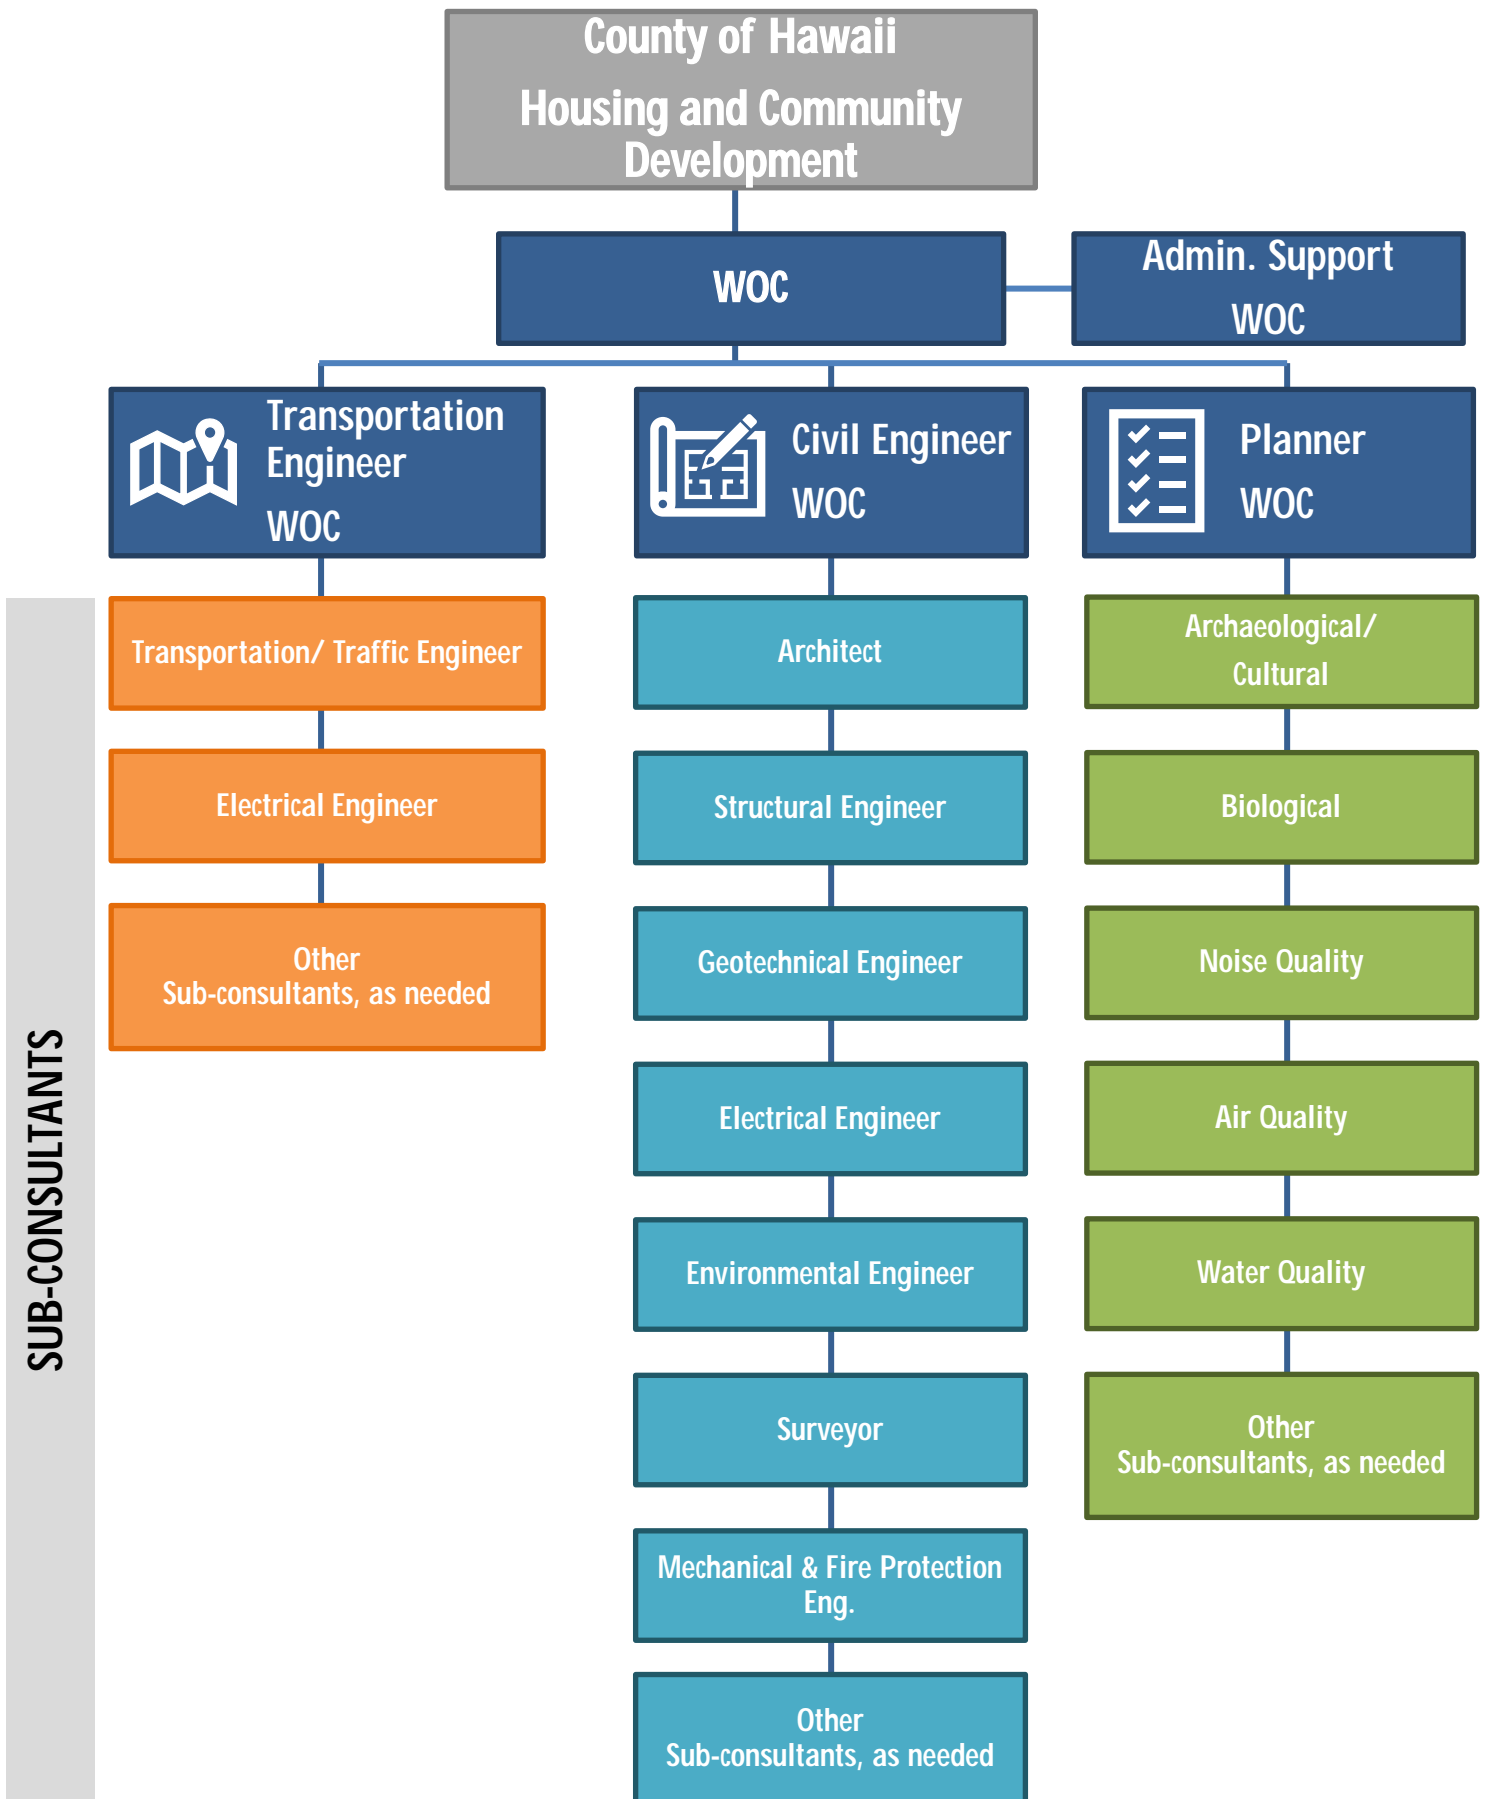 County of Hawaii
Housing and Community
Development
WOC
Admin. Support
WOC
Transportation
Engineer
WOC
Civil Engineer
WOC
Planner
WOC
SUB-CONSULTANTS
Transportation/ Traffic Engineer
Electrical Engineer
Other
Sub-consultants, as needed
Architect
Structural Engineer
Geotechnical Engineer
Electrical Engineer
Environmental Engineer
Surveyor
Mechanical & Fire Protection
Eng.
Other
Sub-consultants, as needed
Archaeological/
Cultural
Biological
Noise Quality
Air Quality
Water Quality
Other
Sub-consultants, as needed